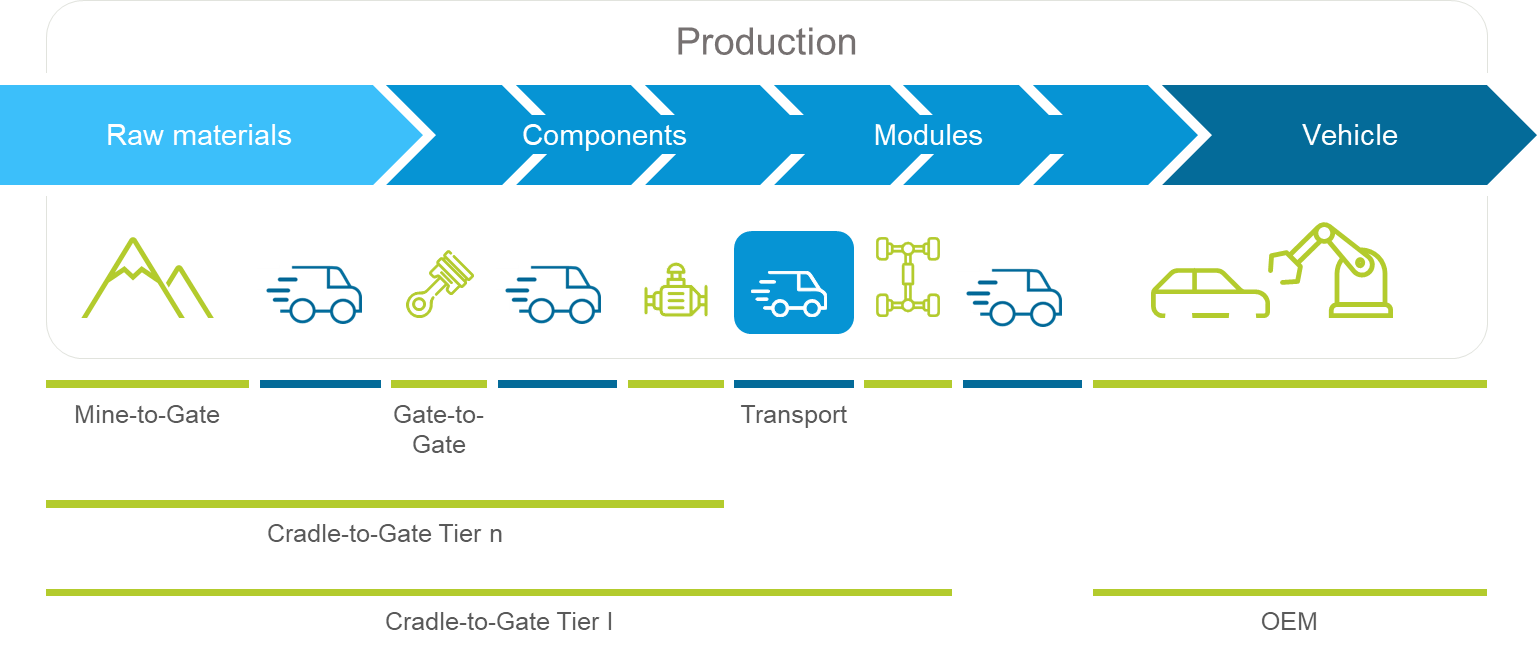 Production
Raw materials
Components
Modules
Vehicle
Mine-to-Gate
Gate-to-
Gate
Transport
Cradle-to-Gate Tier n
Cradle-to-Gate Tier I
OEM